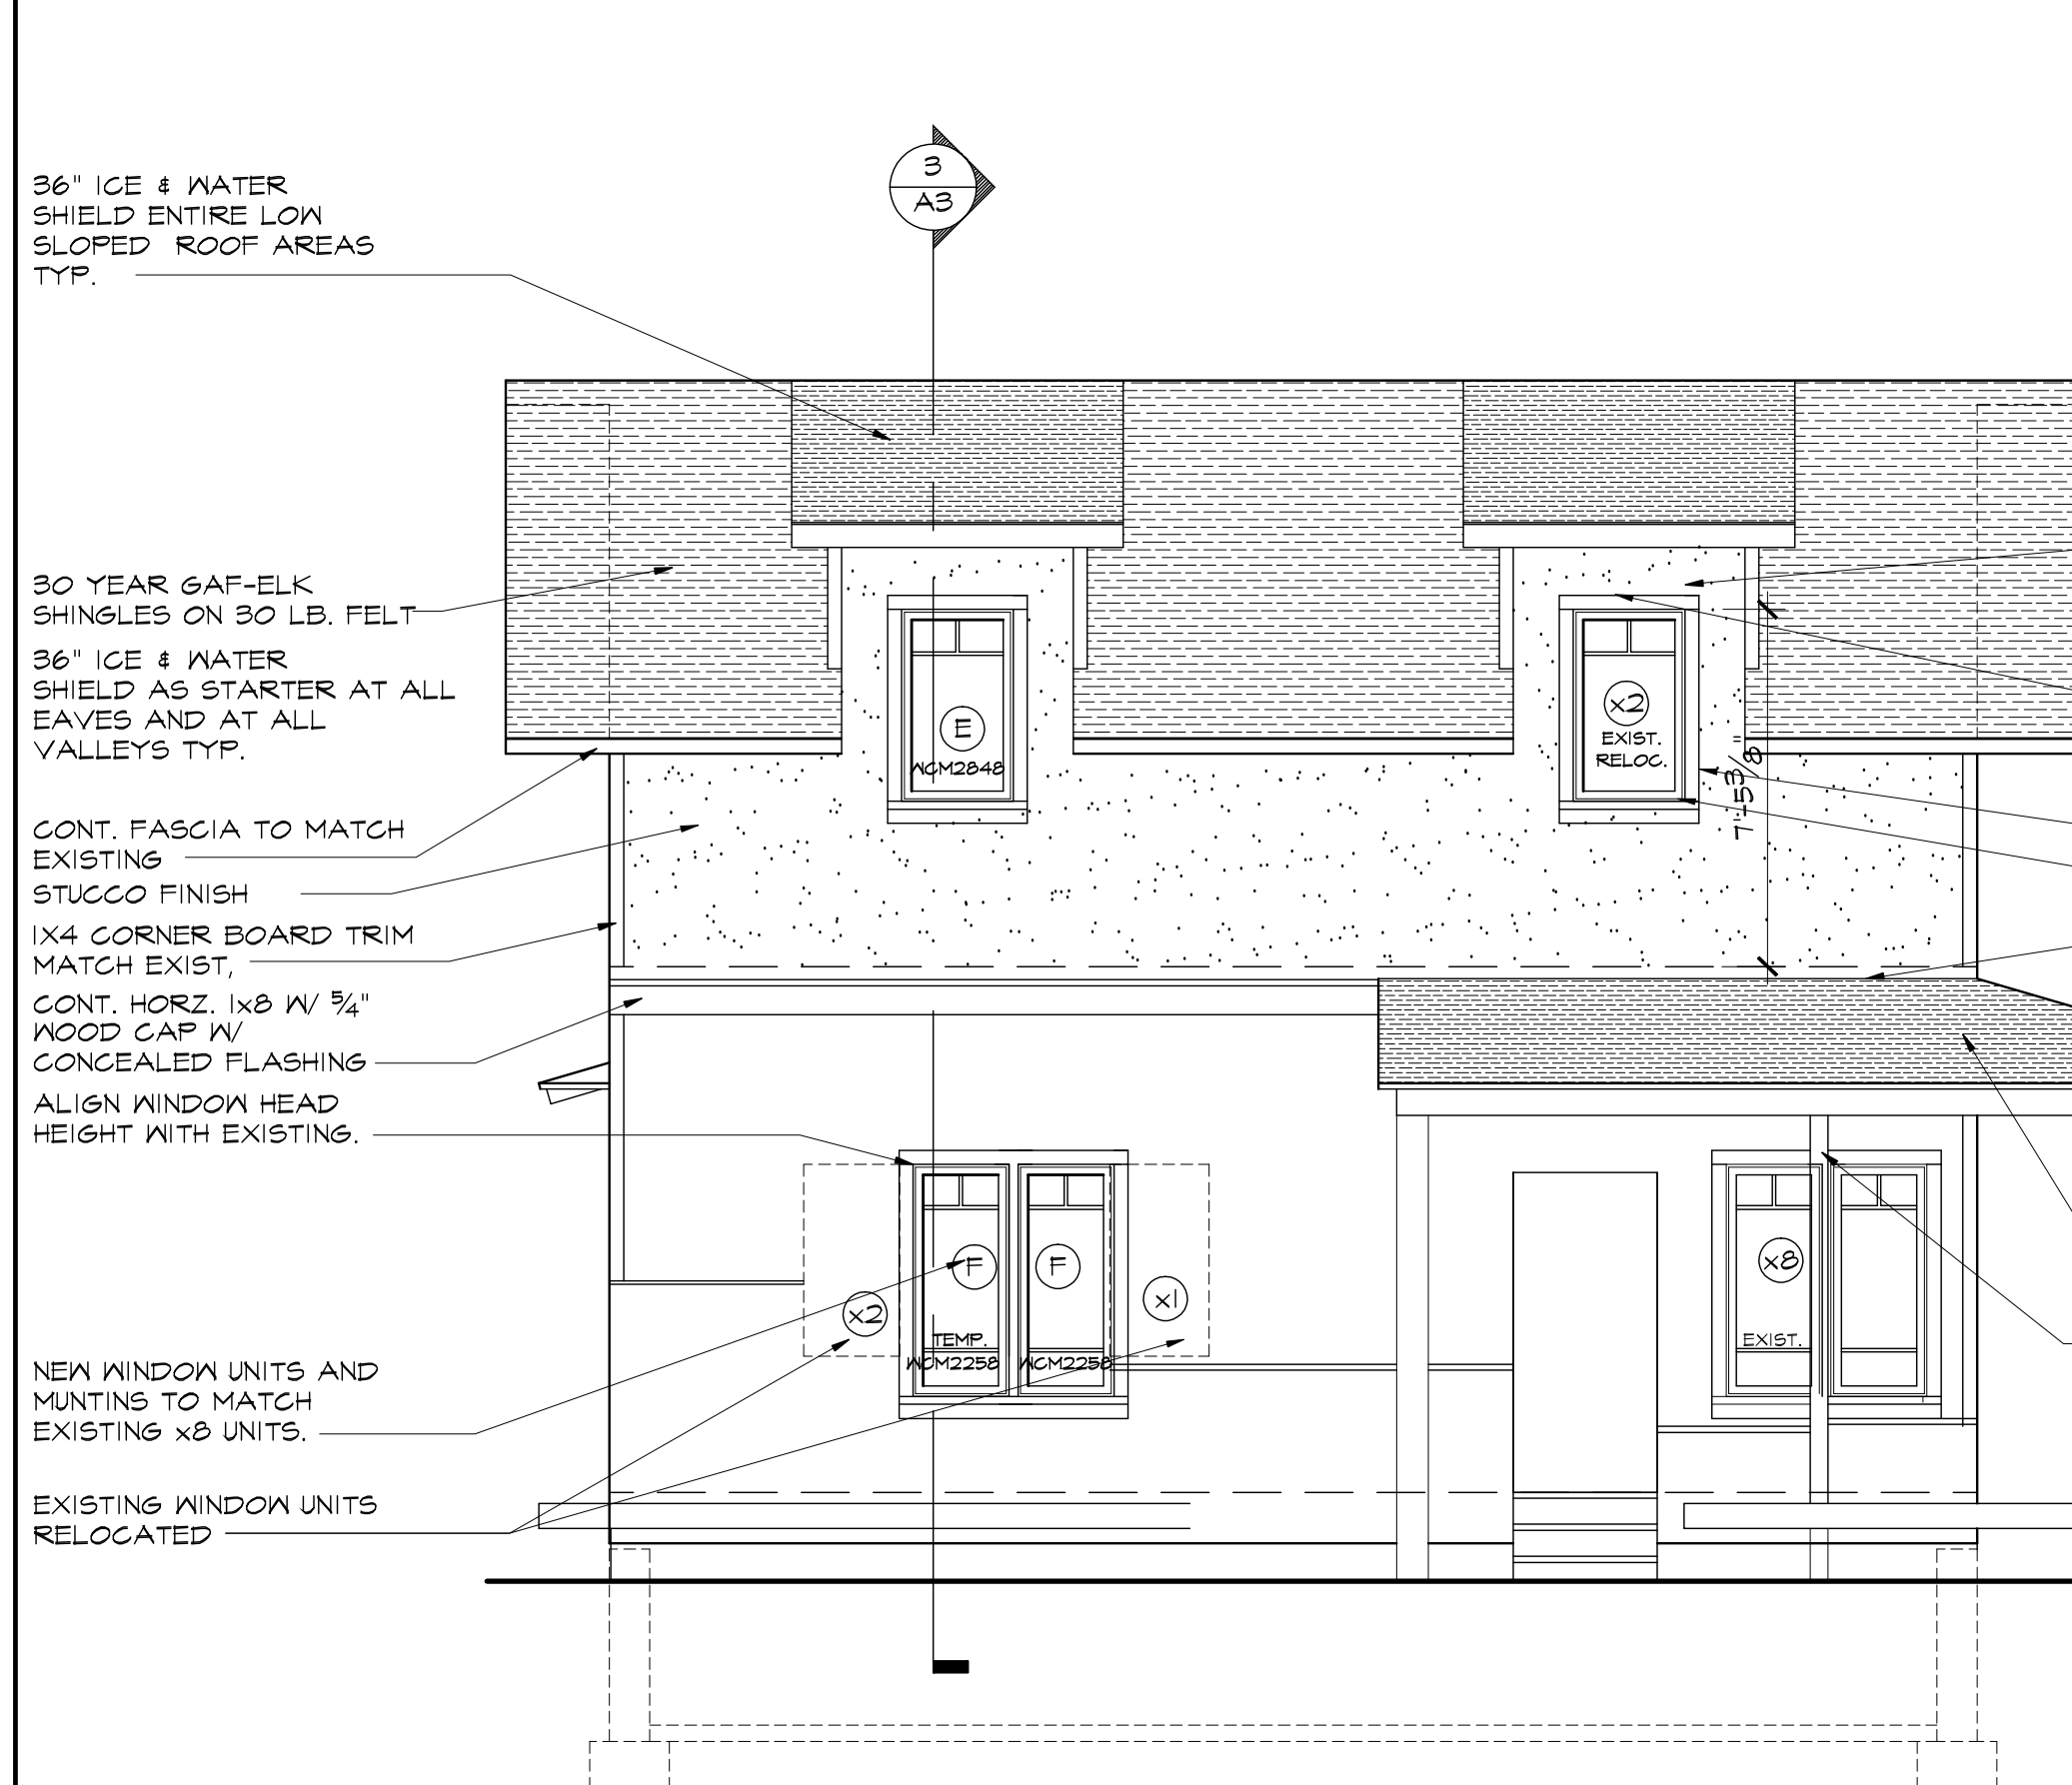 3
A3
36" ICE & WATER
SHIELD ENTIRE LOW
SLOPED ROOF AREAS
TYP.
30 YEAR GAF-ELK
SHINGLES ON 30 LB. FELT
36" ICE & WATER
SHIELD AS STARTER AT ALL
EAVES AND AT ALL
VALLEYS TYP.
CONT. FASCIA TO MATCH
EXISTING
STUCCO FINISH
1X4 CORNER BOARD TRIM
MATCH EXIST,
CONT. HORZ. 1x8 W/ 5/4"
WOOD CAP W/
CONCEALED FLASHING
ALIGN WINDOW HEAD
HEIGHT WITH EXISTING.
NEW WINDOW UNITS AND
MUNTINS TO MATCH
EXISTING x8 UNITS.
EXISTING WINDOW UNITS
RELOCATED
E
WCM2848
x2
EXIST.
RELOC.
7'-5 3/8"
x2
F
TEMP.
WCM2258
F
WCM2258
x1
x8
EXIST.